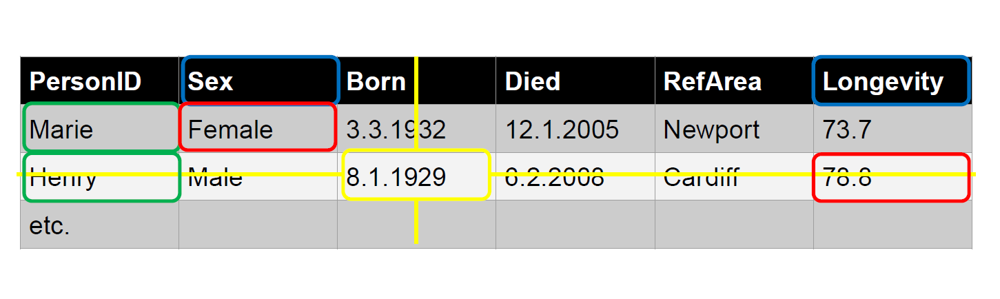 PersonID Sex Born Died RefArea Longevity
Marie Female 3.3.1932 12.1.2005 Newport 73.7
Henry Male 8.1.1929 6.2.2008 Cardiff 78.8
etc.